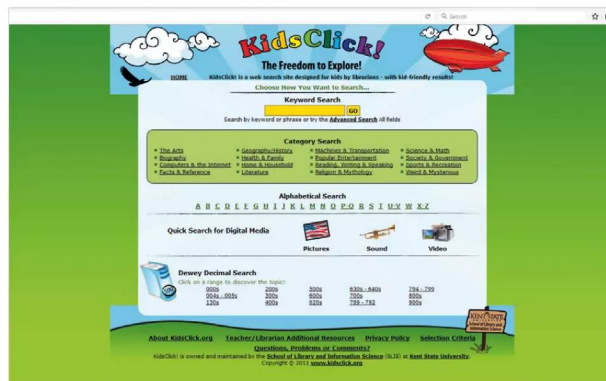 Search
KidsClick!
The Freedom to Explore!
HOME
KidsClick! is a web search site designed for kids by librarians - with kid-friendly results!
Choose How You Want to Search...
Keyword Search
GO
Search by keyword or phrase or try the Advanced Search All fields
Category Search
The Arts Geography/History Machines & Transportation Science & Math
Biography Health & Family Popular Entertainment Society & Government
Computers & the Internet Home & Household Reading, Writing & Speaking Sports & Recreation
Facts & Reference Literature Religion & Mythology Weird & Mysterious
Alphabetical Search
A B C D E F G H I J K L M N O P-Q R S T U-V W X-Z
Quick Search for Digital Media
Pictures Sound Video
Dewey Decimal Search
Click on a range to discover the topic!
000s 200s 500s 630s - 640s 794 - 799
004s - 005s 300s 600s 700s 800s
130s 400s 620s 789 - 792 900s
KENT STATE
School of Library and
Information Science
About KidsClick.org Teacher/Librarian Additional Resources Privacy Policy Selection Criteria
Questions, Problems or Comments?
KidsClick! is owned and maintained by the School of Library and Information Science (SLIS) at Kent State University.
Copyright © 2011 www.kidsclick.org